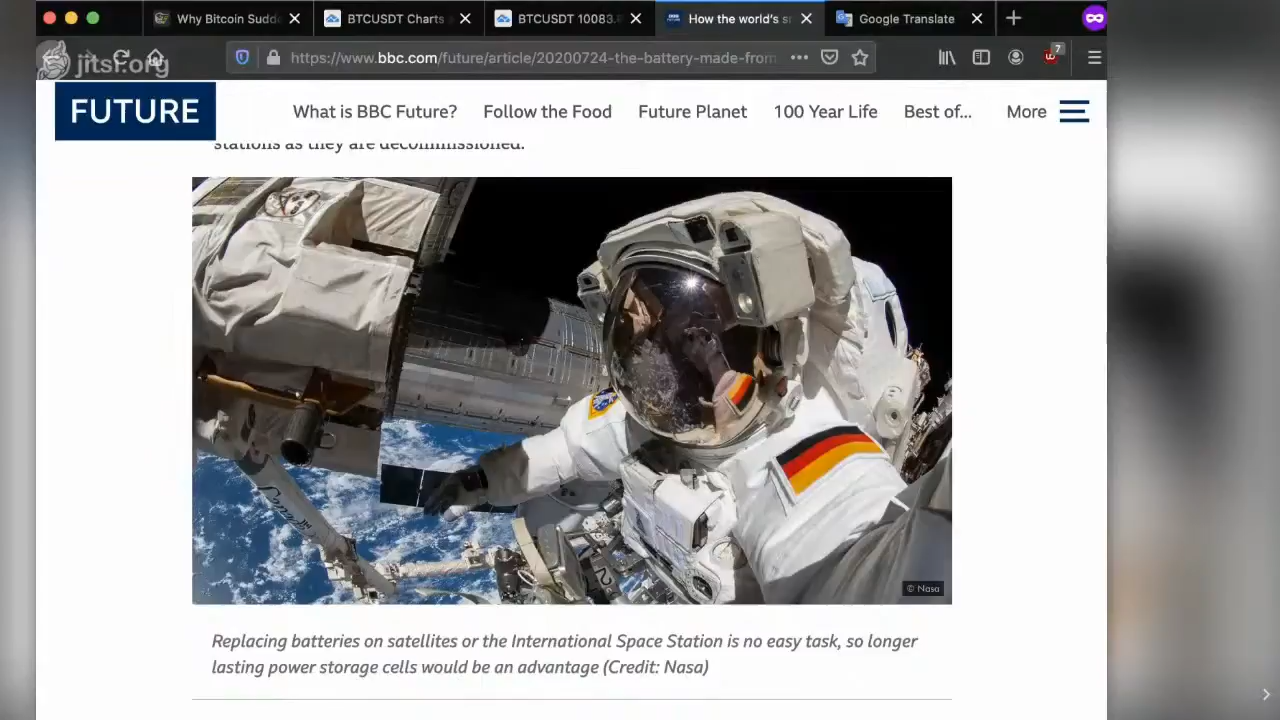 Why Bitcoin Sudd
BTCUSDT Charts
BTCUSDT 10083.
How the world's s
Google Translate
jitsi.org
https://www.bbc.com/future/article/20200724-the-battery-made-from
7
FUTURE
What is BBC Future?
Follow the Food
Future Planet
100 Year Life
Best of...
More
stations as they are decommissioned.
© Nasa
Replacing batteries on satellites or the International Space Station is no easy task, so longer
lasting power storage cells would be an advantage (Credit: Nasa)